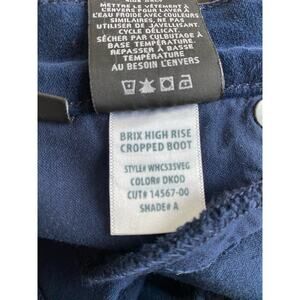 METTRE LE VÊTEMENT À
L'ENVERS POUR LAVER À
L'EAU FROIDE AVEC COULEURS
SIMILAIRES, NE PAS
UTILISER DE JAVELLISANT.
CYCLE DÉLICAT.
SÉCHER PAR CULBUTAGE À
BASSE TEMPÉRATURE.
REPASSER À BASSE
TEMPÉRATURE
AU BESOIN L'ENVERS
BRIX HIGH RISE
CROPPED BOOT
STYLE# WHC535VEG
COLOR# DKOD
CUT# 14567-00
SHADE# A